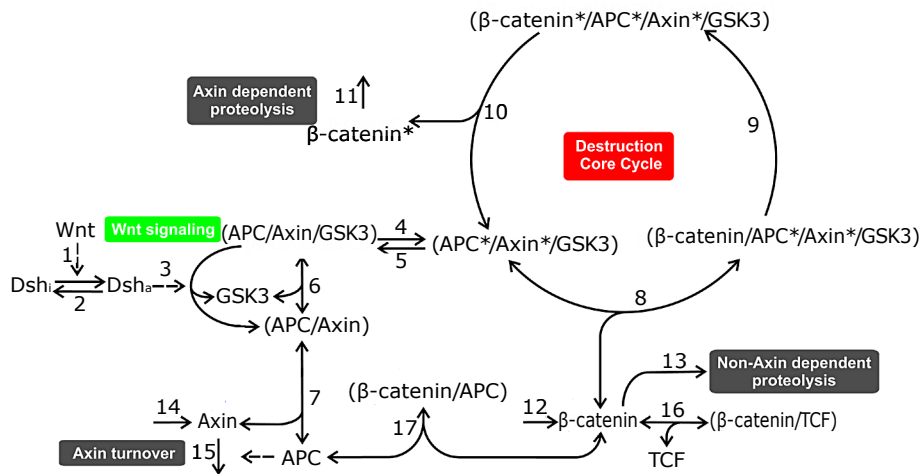 (β-catenin*/APC*/Axin*/GSK3)
Axin dependent
proteolysis
11
10
9
β-catenin*
Destruction
Core Cycle
Wnt
Wnt signaling
(APC/Axin/GSK3)
4
5
(APC*/Axin*/GSK3)
(β-catenin/APC*/Axin*/GSK3)
1
3
Dshi
2
Dsha
GSK3
6
8
(APC/Axin)
(β-catenin/APC)
7
13
Non-Axin dependent
proteolysis
14
Axin
17
12
β-catenin
16
(β-catenin/TCF)
Axin turnover
15
APC
TCF